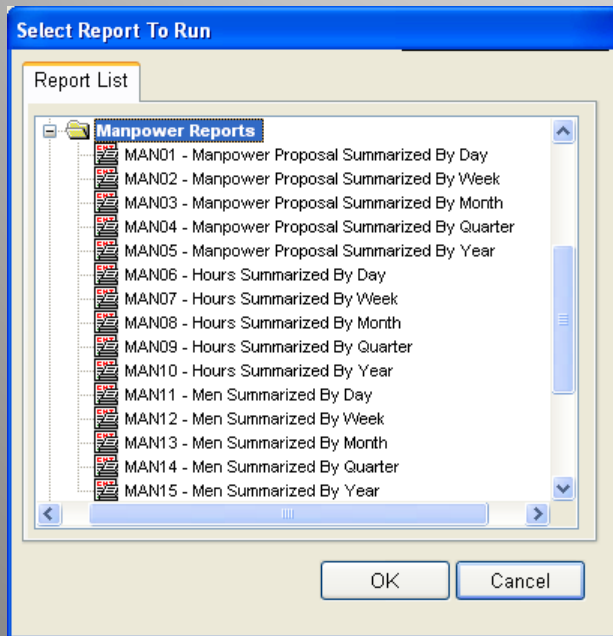 Select Report To Run
Report List
Manpower Reports
MAN01 - Manpower Proposal Summarized By Day
MAN02 - Manpower Proposal Summarized By Week
MAN03 - Manpower Proposal Summarized By Month
MAN04 - Manpower Proposal Summarized By Quarter
MAN05 - Manpower Proposal Summarized By Year
MAN06 - Hours Summarized By Day
MAN07 - Hours Summarized By Week
MAN08 - Hours Summarized By Month
MAN09 - Hours Summarized By Quarter
MAN10 - Hours Summarized By Year
MAN11 - Men Summarized By Day
MAN12 - Men Summarized By Week
MAN13 - Men Summarized By Month
MAN14 - Men Summarized By Quarter
MAN15 - Men Summarized By Year
OK Cancel